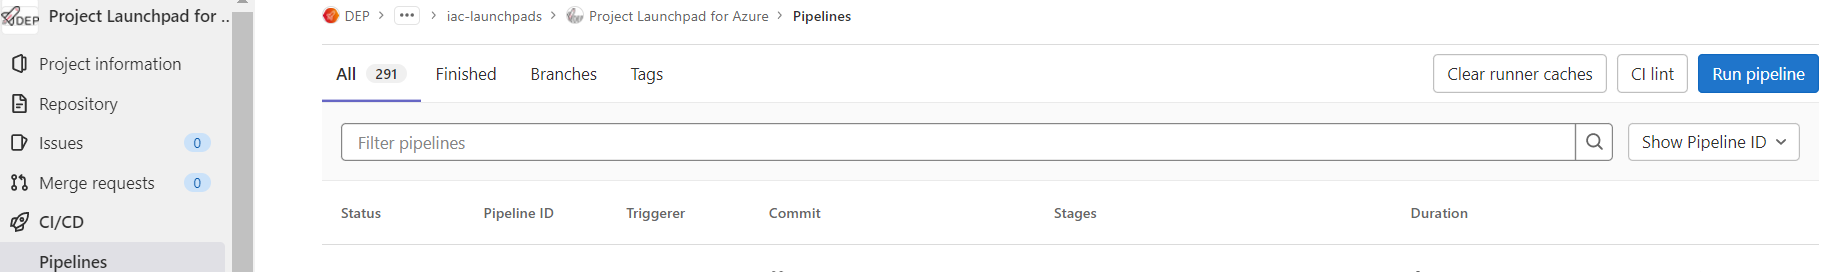 DEP
Project Launchpad for ..
Project information
Repository
Issues 0
Merge requests 0
CI/CD
Pipelines
DEP > ... > iac-launchpads > Project Launchpad for Azure > Pipelines
All 291 Finished Branches Tags
Clear runner caches CI lint Run pipeline
Filter pipelines
Show Pipeline ID
Status Pipeline ID Triggerer Commit Stages Duration